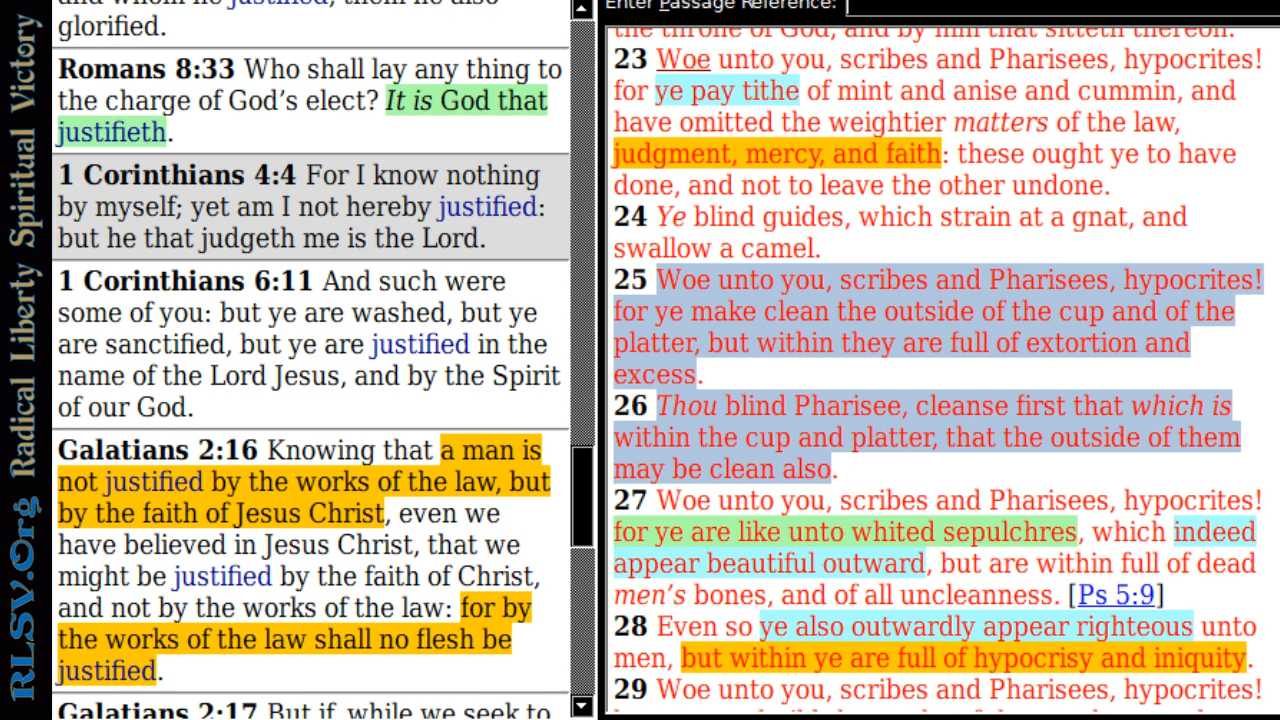 RLSV.Org Radical Liberty Spiritual Victory
and whom he justified, them he also
glorified.
Romans 8:33 Who shall lay any thing to
the charge of God’s elect? It is God that
justifieth.
1 Corinthians 4:4 For I know nothing
by myself; yet am I not hereby justified:
but he that judgeth me is the Lord.
1 Corinthians 6:11 And such were
some of you: but ye are washed, but ye
are sanctified, but ye are justified in the
name of the Lord Jesus, and by the Spirit
of our God.
Galatians 2:16 Knowing that a man is
not justified by the works of the law, but
by the faith of Jesus Christ, even we
have believed in Jesus Christ, that we
might be justified by the faith of Christ,
and not by the works of the law: for by
the works of the law shall no flesh be
justified.
Galatians 2:17 But if, while we seek to
Enter Passage Reference:
the throne of God, and by him that sitteth thereon.
23 Woe unto you, scribes and Pharisees, hypocrites!
for ye pay tithe of mint and anise and cummin, and
have omitted the weightier matters of the law,
judgment, mercy, and faith: these ought ye to have
done, and not to leave the other undone.
24 Ye blind guides, which strain at a gnat, and
swallow a camel.
25 Woe unto you, scribes and Pharisees, hypocrites!
for ye make clean the outside of the cup and of the
platter, but within they are full of extortion and
excess.
26 Thou blind Pharisee, cleanse first that which is
within the cup and platter, that the outside of them
may be clean also.
27 Woe unto you, scribes and Pharisees, hypocrites!
for ye are like unto whited sepulchres, which indeed
appear beautiful outward, but are within full of dead
men’s bones, and of all uncleanness. [Ps 5:9]
28 Even so ye also outwardly appear righteous unto
men, but within ye are full of hypocrisy and iniquity.
29 Woe unto you, scribes and Pharisees, hypocrites!